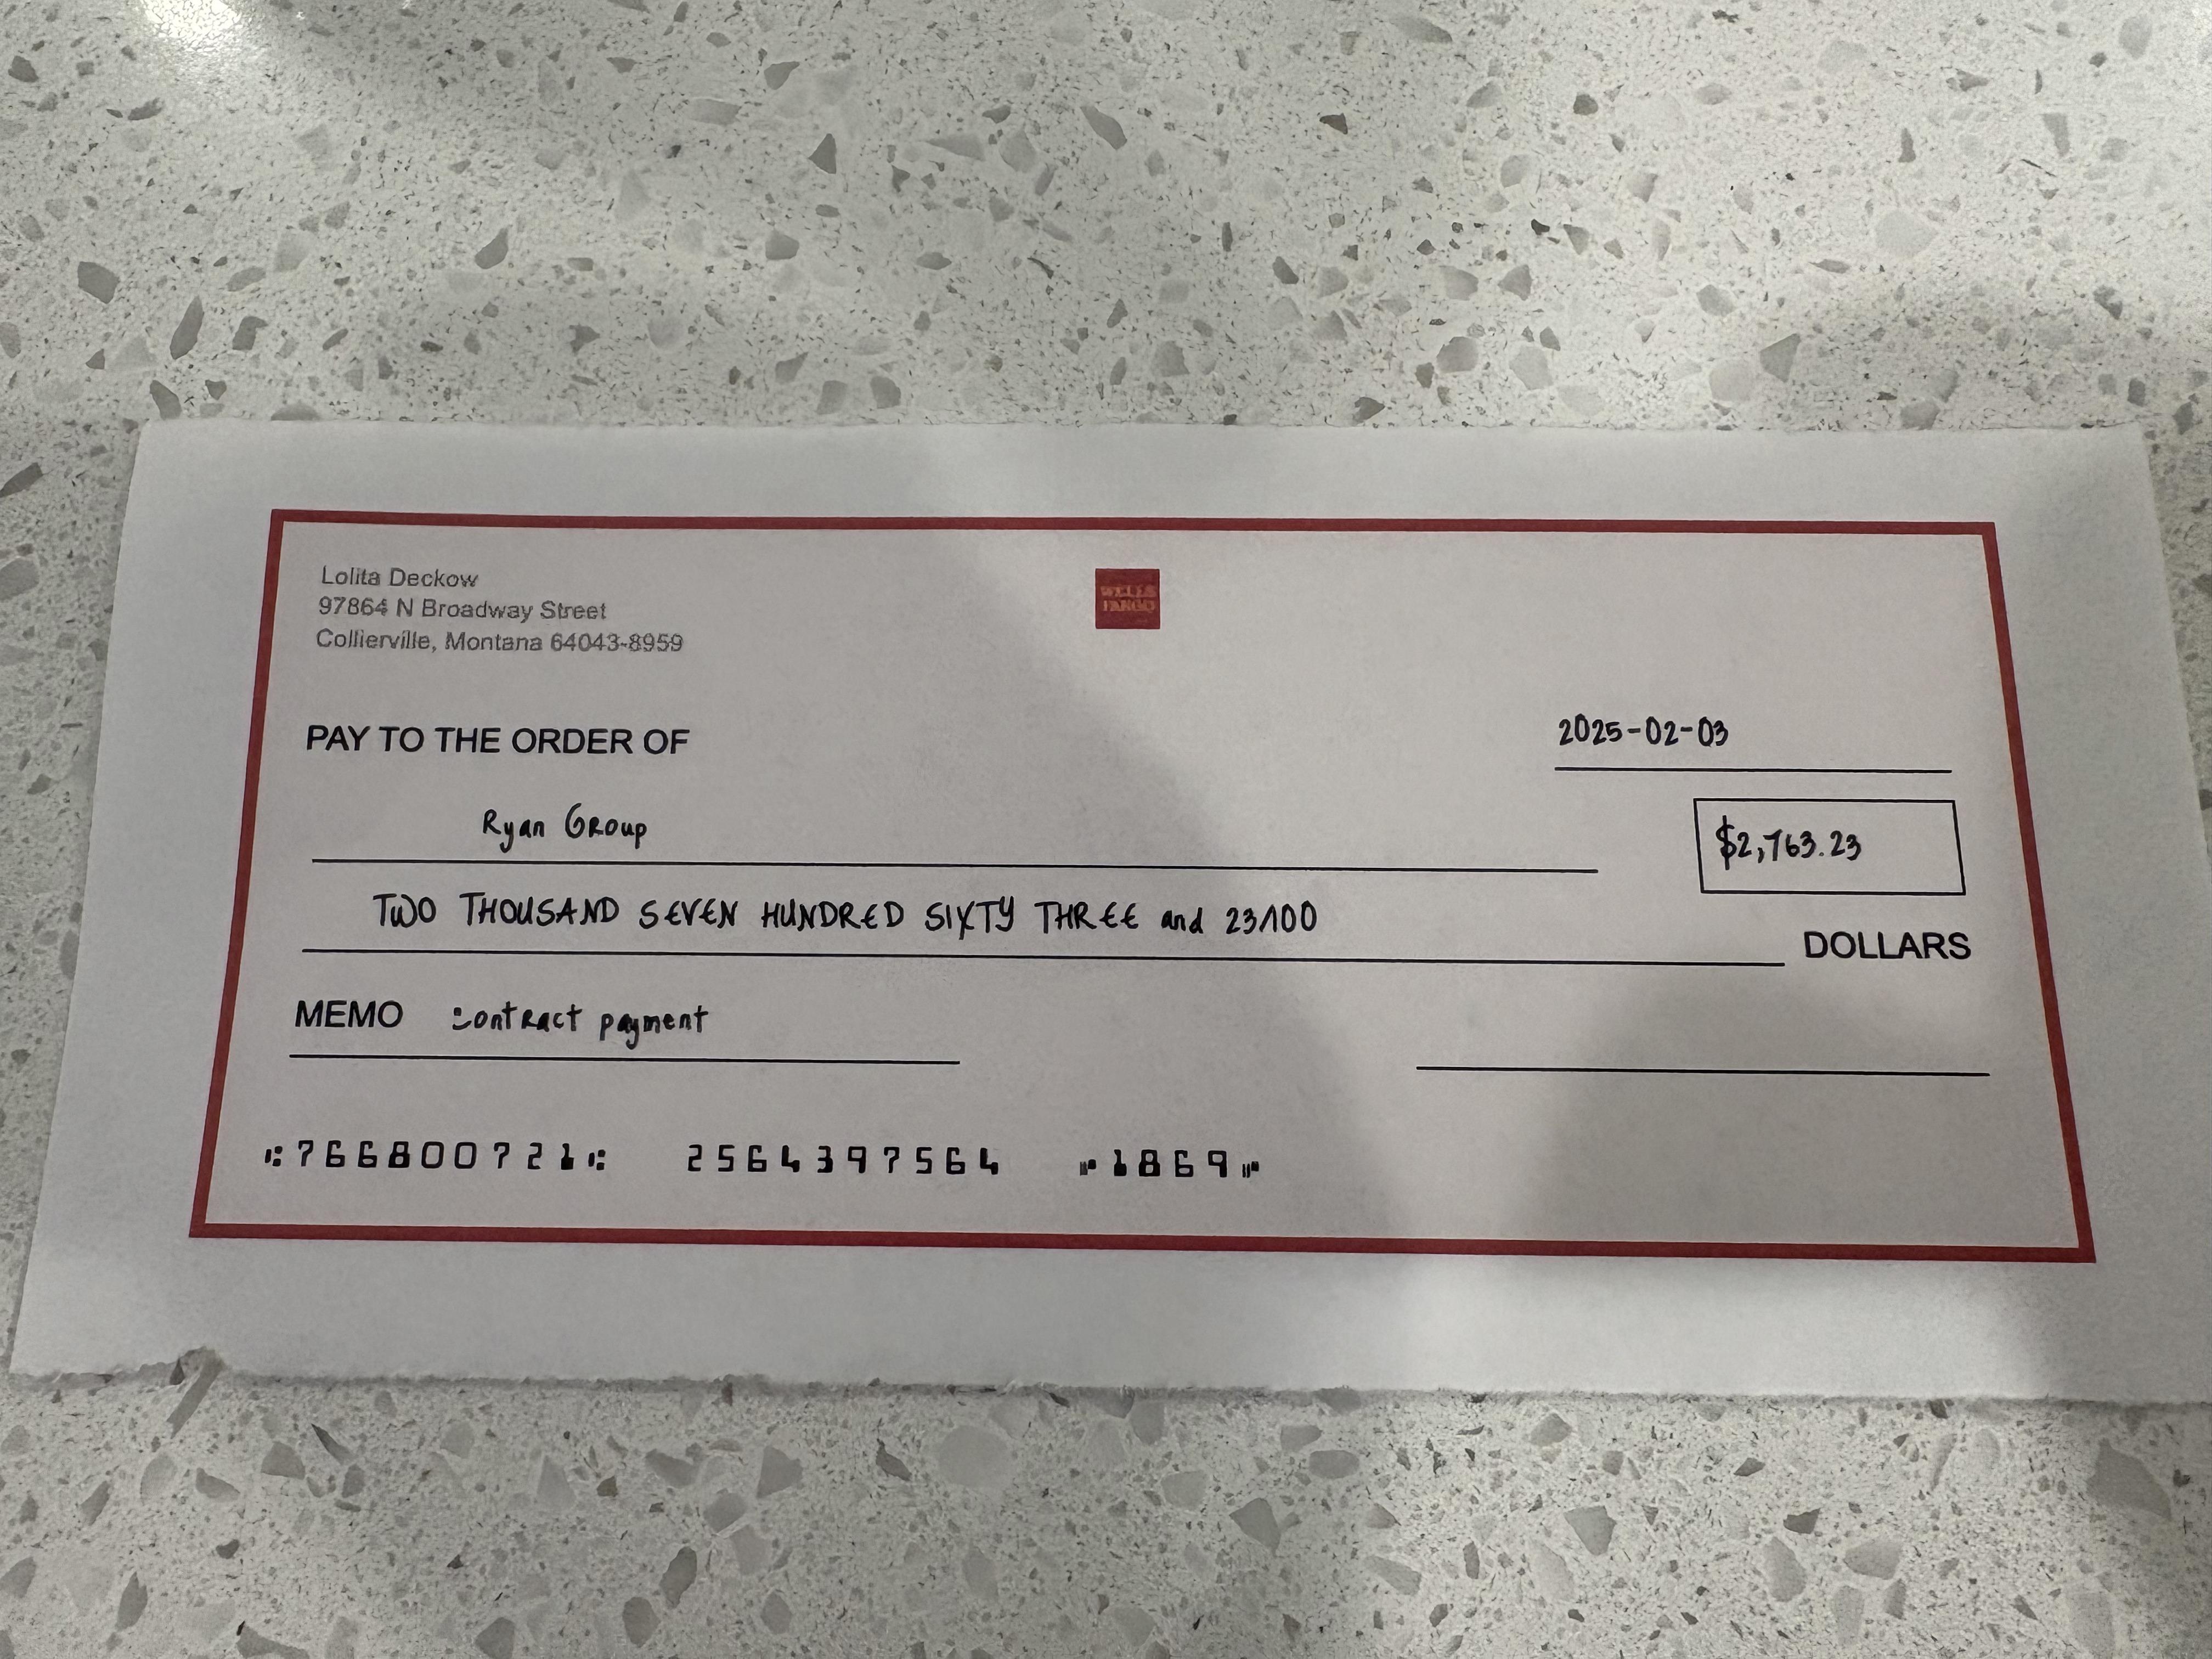 Lolita Deckow
97864 N Broadway Street
Collierville, Montana 64043-8959
WELLS
FARGO
PAY TO THE ORDER OF
2025-02-03
Ryan Group
$2,763.23
TWO THOUSAND SEVEN HUNDRED SIXTY THREE and 23/100
DOLLARS
MEMO contract payment
⑆766800721⑆ 2564397564 ⑈1869⑈